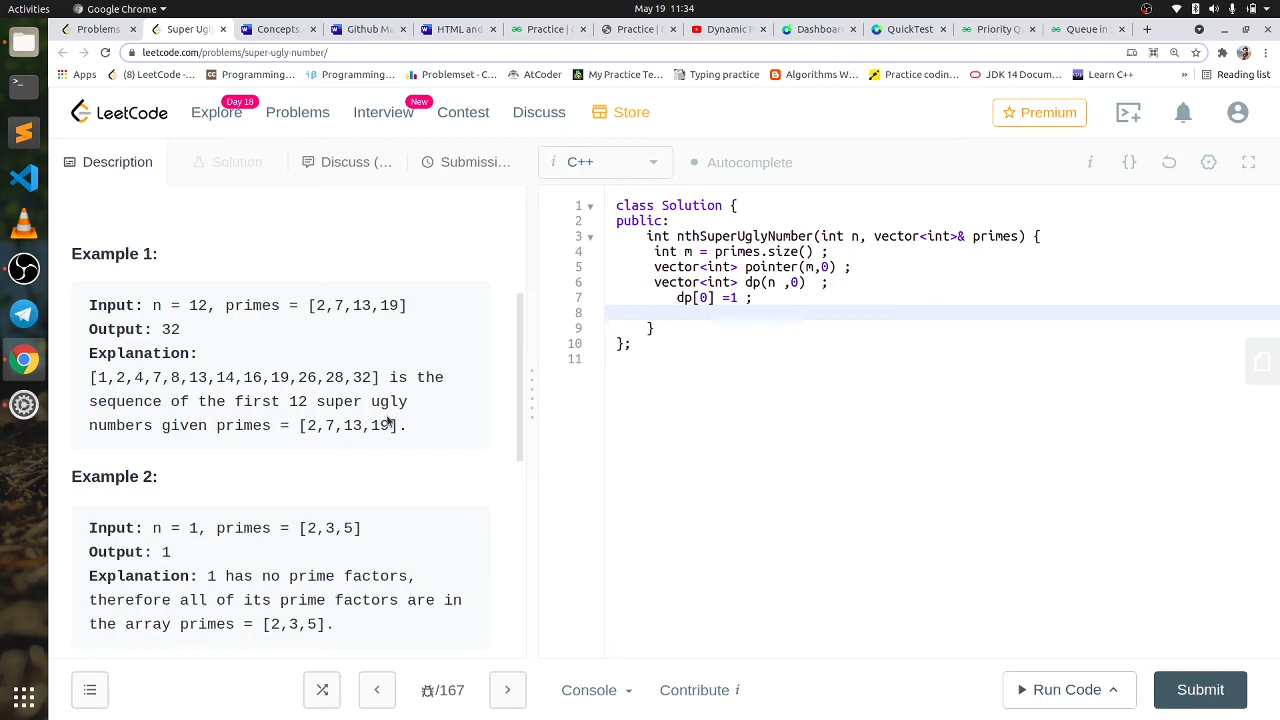 Activities Google Chrome May 19 11:34
Problems Super Ugl Concepts. Github Ma HTML and Practice | C Practice | C Dynamic P Dashboar QuickTest Priority Q Queue in S
leetcode.com/problems/super-ugly-number/
Apps (8) LeetCode -... Programming... Programming... Problemset - C... AtCoder My Practice Te... Typing practice Algorithms W... Practice codin... JDK 14 Docum... Learn C++ » Reading list
LeetCode Explore Day 18 Problems Interview New Contest Discuss Store Premium
Description Solution Discuss (... Submissi... i C++ Autocomplete i {}
Example 1:
Input: n = 12, primes = [2,7,13,19]
Output: 32
Explanation:
[1,2,4,7,8,13,14,16,19,26,28,32] is the
sequence of the first 12 super ugly
numbers given primes = [2,7,13,19].
Example 2:
Input: n = 1, primes = [2,3,5]
Output: 1
Explanation: 1 has no prime factors,
therefore all of its prime factors are in
the array primes = [2,3,5].
1 class Solution {
2 public:
3 int nthSuperUglyNumber(int n, vector<int>& primes) {
4 int m = primes.size() ;
5 vector<int> pointer(m,0) ;
6 vector<int> dp(n ,0) ;
7 dp[0] =1 ;
8
9 }
10 };
11
/167 Console Contribute i Run Code Submit